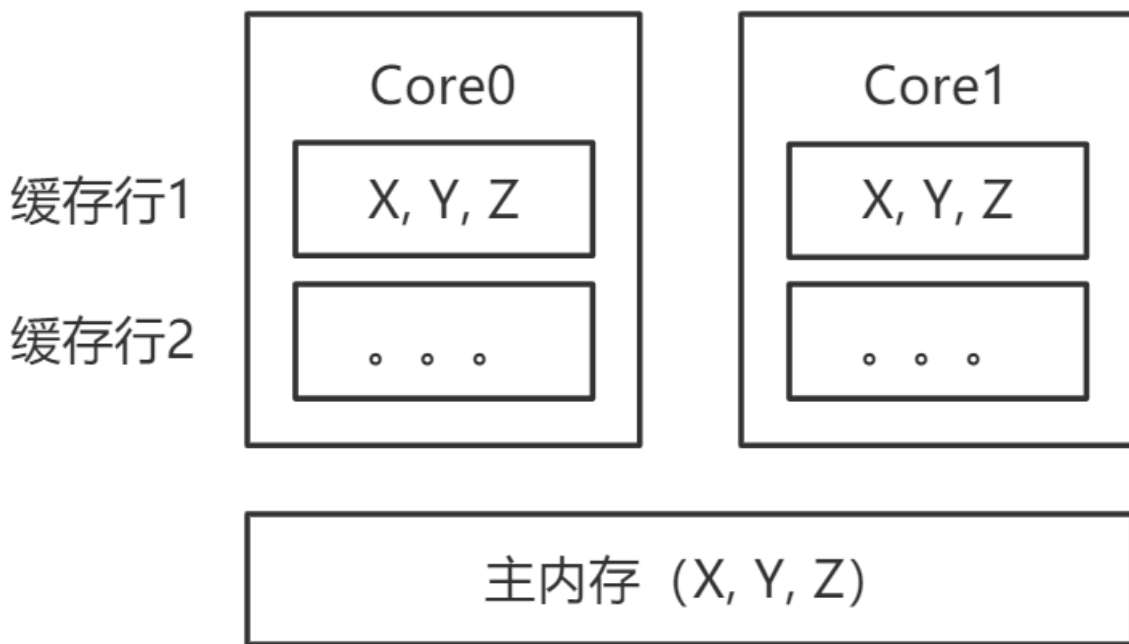 Core0
Core1
缓存行1
X, Y, Z
X, Y, Z
缓存行2
。。。
。。。
主内存（X, Y, Z）